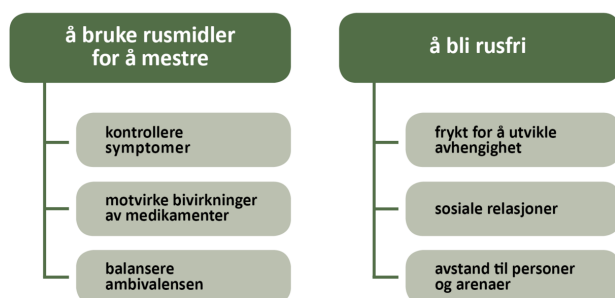 å bruke rusmidler
for å mestre
kontrollere
symptomer
motvirke bivirkninger
av medikamenter
balansere
ambivalensen
å bli rusfri
frykt for å utvikle
avhengighet
sosiale relasjoner
avstand til personer
og arenaer